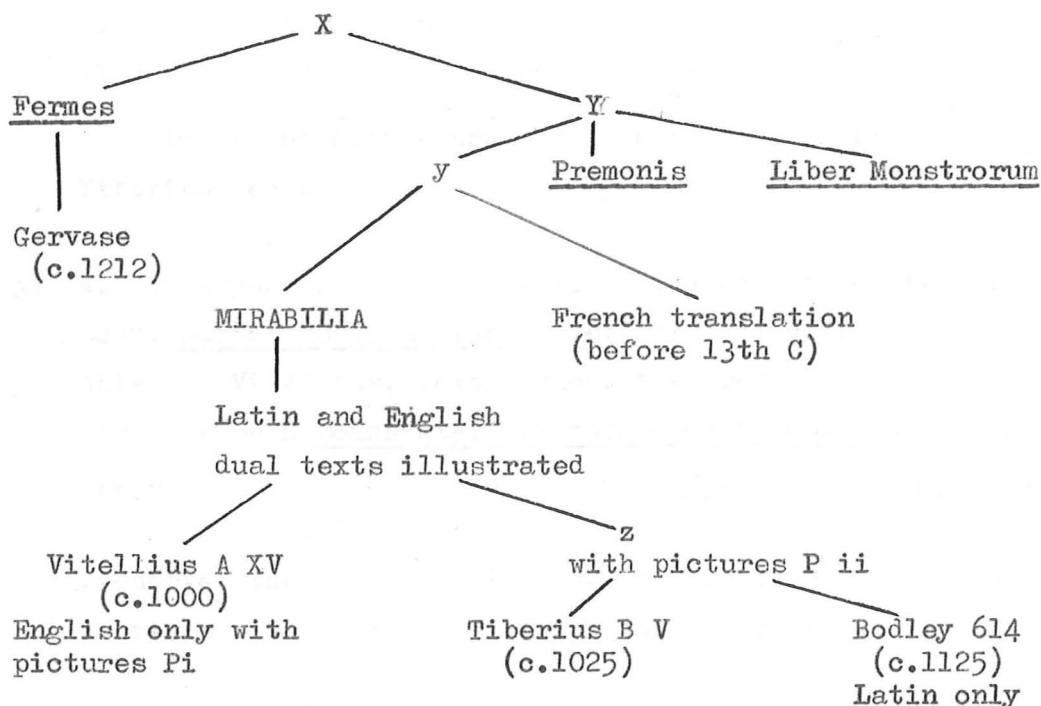 X
Fermes
Y
y
Premonis
Liber Monstrorum
Gervase
(c.1212)
MIRABILIA
French translation
(before 13th C)
Latin and English
dual texts illustrated
z
Vitellius A XV
with pictures P ii
(c.1000)
English only with
Tiberius B V
Bodley 614
pictures Pi
(c.1025)
(c.1125)
Latin only